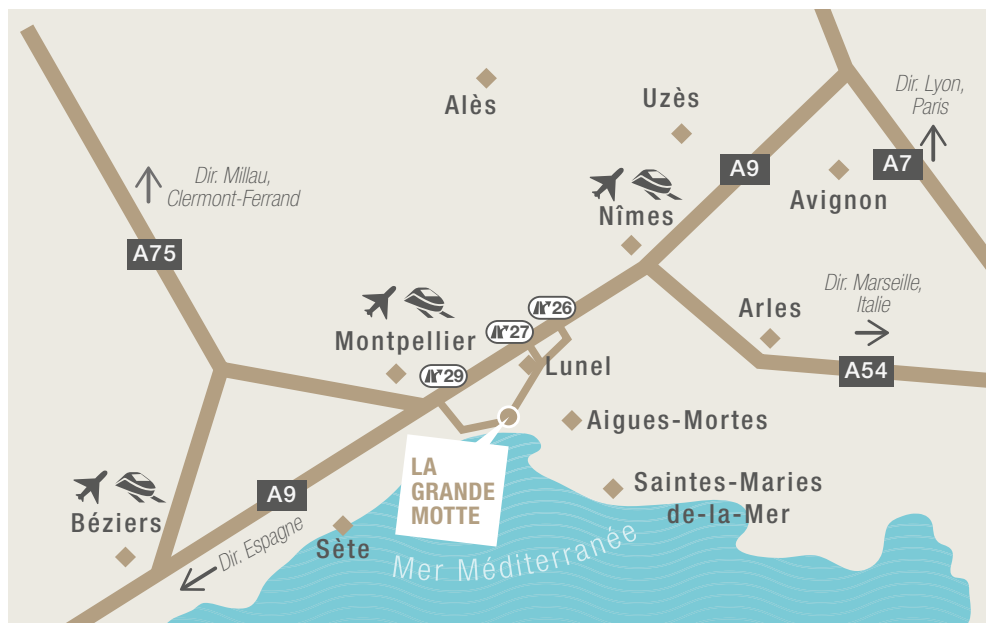 Alès
Uzès
Dir. Lyon,
Paris
A9
A7
Avignon
Dir. Millau,
Clermont-Ferrand
Nîmes
A75
Dir. Marseille,
Italie
Arles
26
27
Montpellier
29
Lunel
A54
Aigues-Mortes
LA
GRANDE
MOTTE
Saintes-Maries
de-la-Mer
A9
Béziers
Dir. Espagne
Sète
Mer Méditerranée